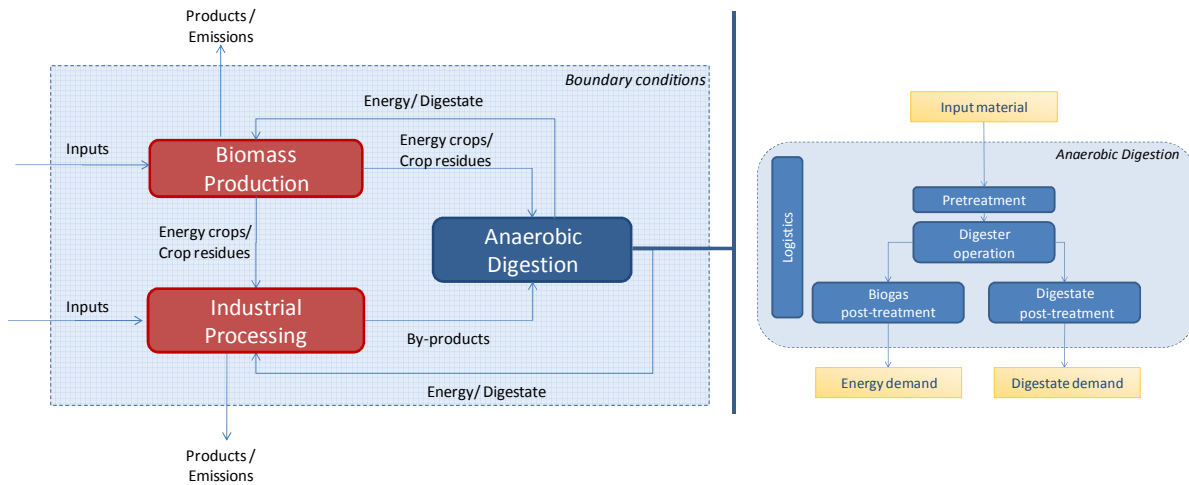 Products /
Emissions
Boundary conditions
Energy/ Digestate
Inputs
Biomass
Production
Energy crops/
Crop residues
Energy crops/
Crop residues
Anaerobic
Digestion
Inputs
Industrial
Processing
By-products
Energy/ Digestate
Products /
Emissions
Input material
Anaerobic Digestion
Logistics
Pretreatment
Digester
operation
Biogas
post-treatment
Digestate
post-treatment
Energy demand
Digestate demand